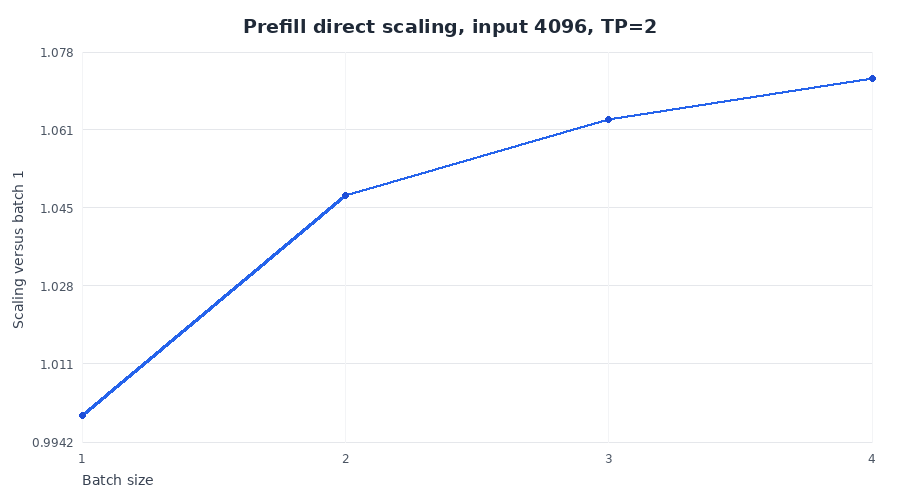 Prefill direct scaling, input 4096, TP=2
1.078
1.061
1.045
1.028
1.011
0.9942
Scaling versus batch 1
1 2 3 4
Batch size